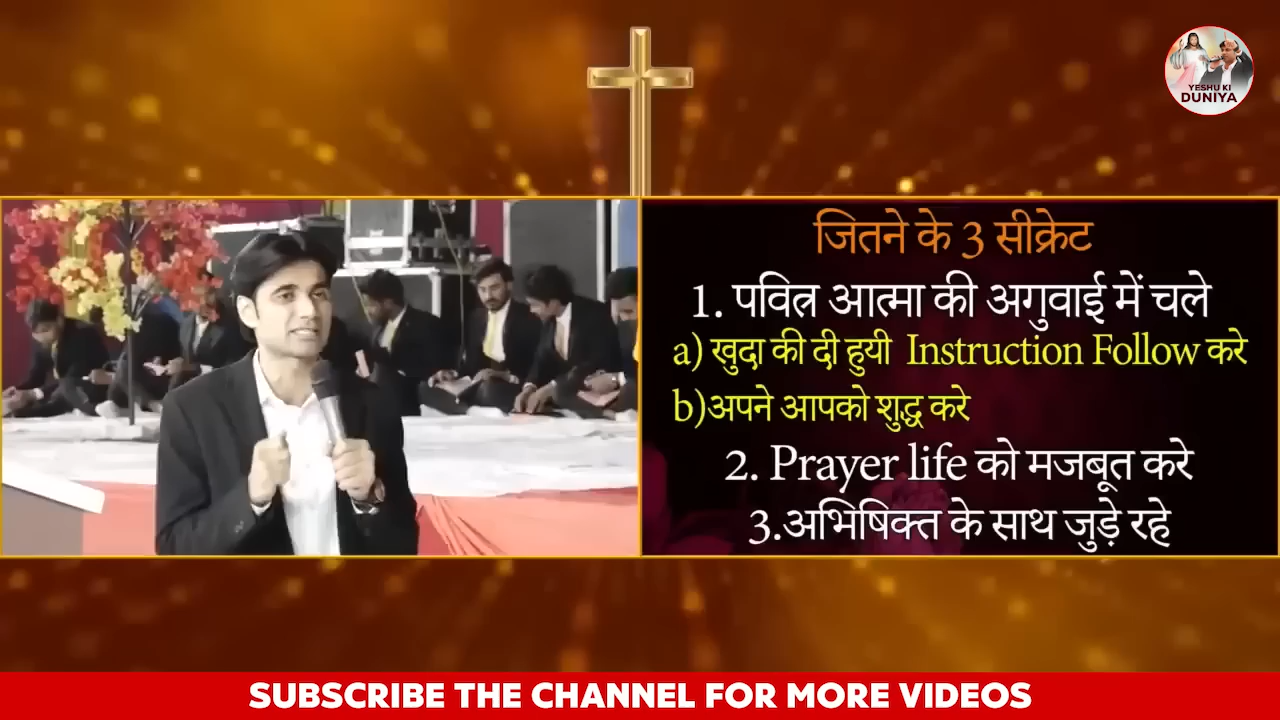 YESHU KI
DUNIYA
जितने के 3 सीक्रेट
1. पवित्र आत्मा की अगुवाई में चले
a) खुदा की दी हुयी Instruction Follow करे
b)अपने आपको शुद्ध करे
2. Prayer life को मजबूत करे
3.अभिषिक्त के साथ जुड़े रहे
SUBSCRIBE THE CHANNEL FOR MORE VIDEOS